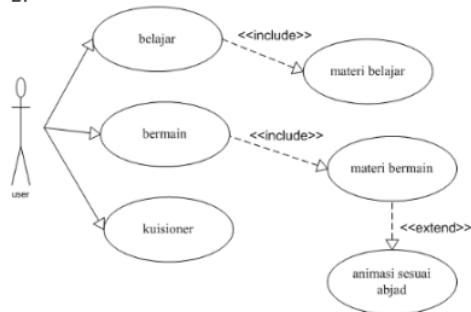 belajar
<<include>>
materi belajar
bermain
<<include>>
materi bermain
user
kuisioner
<<extend>>
animasi sesuai
abjad